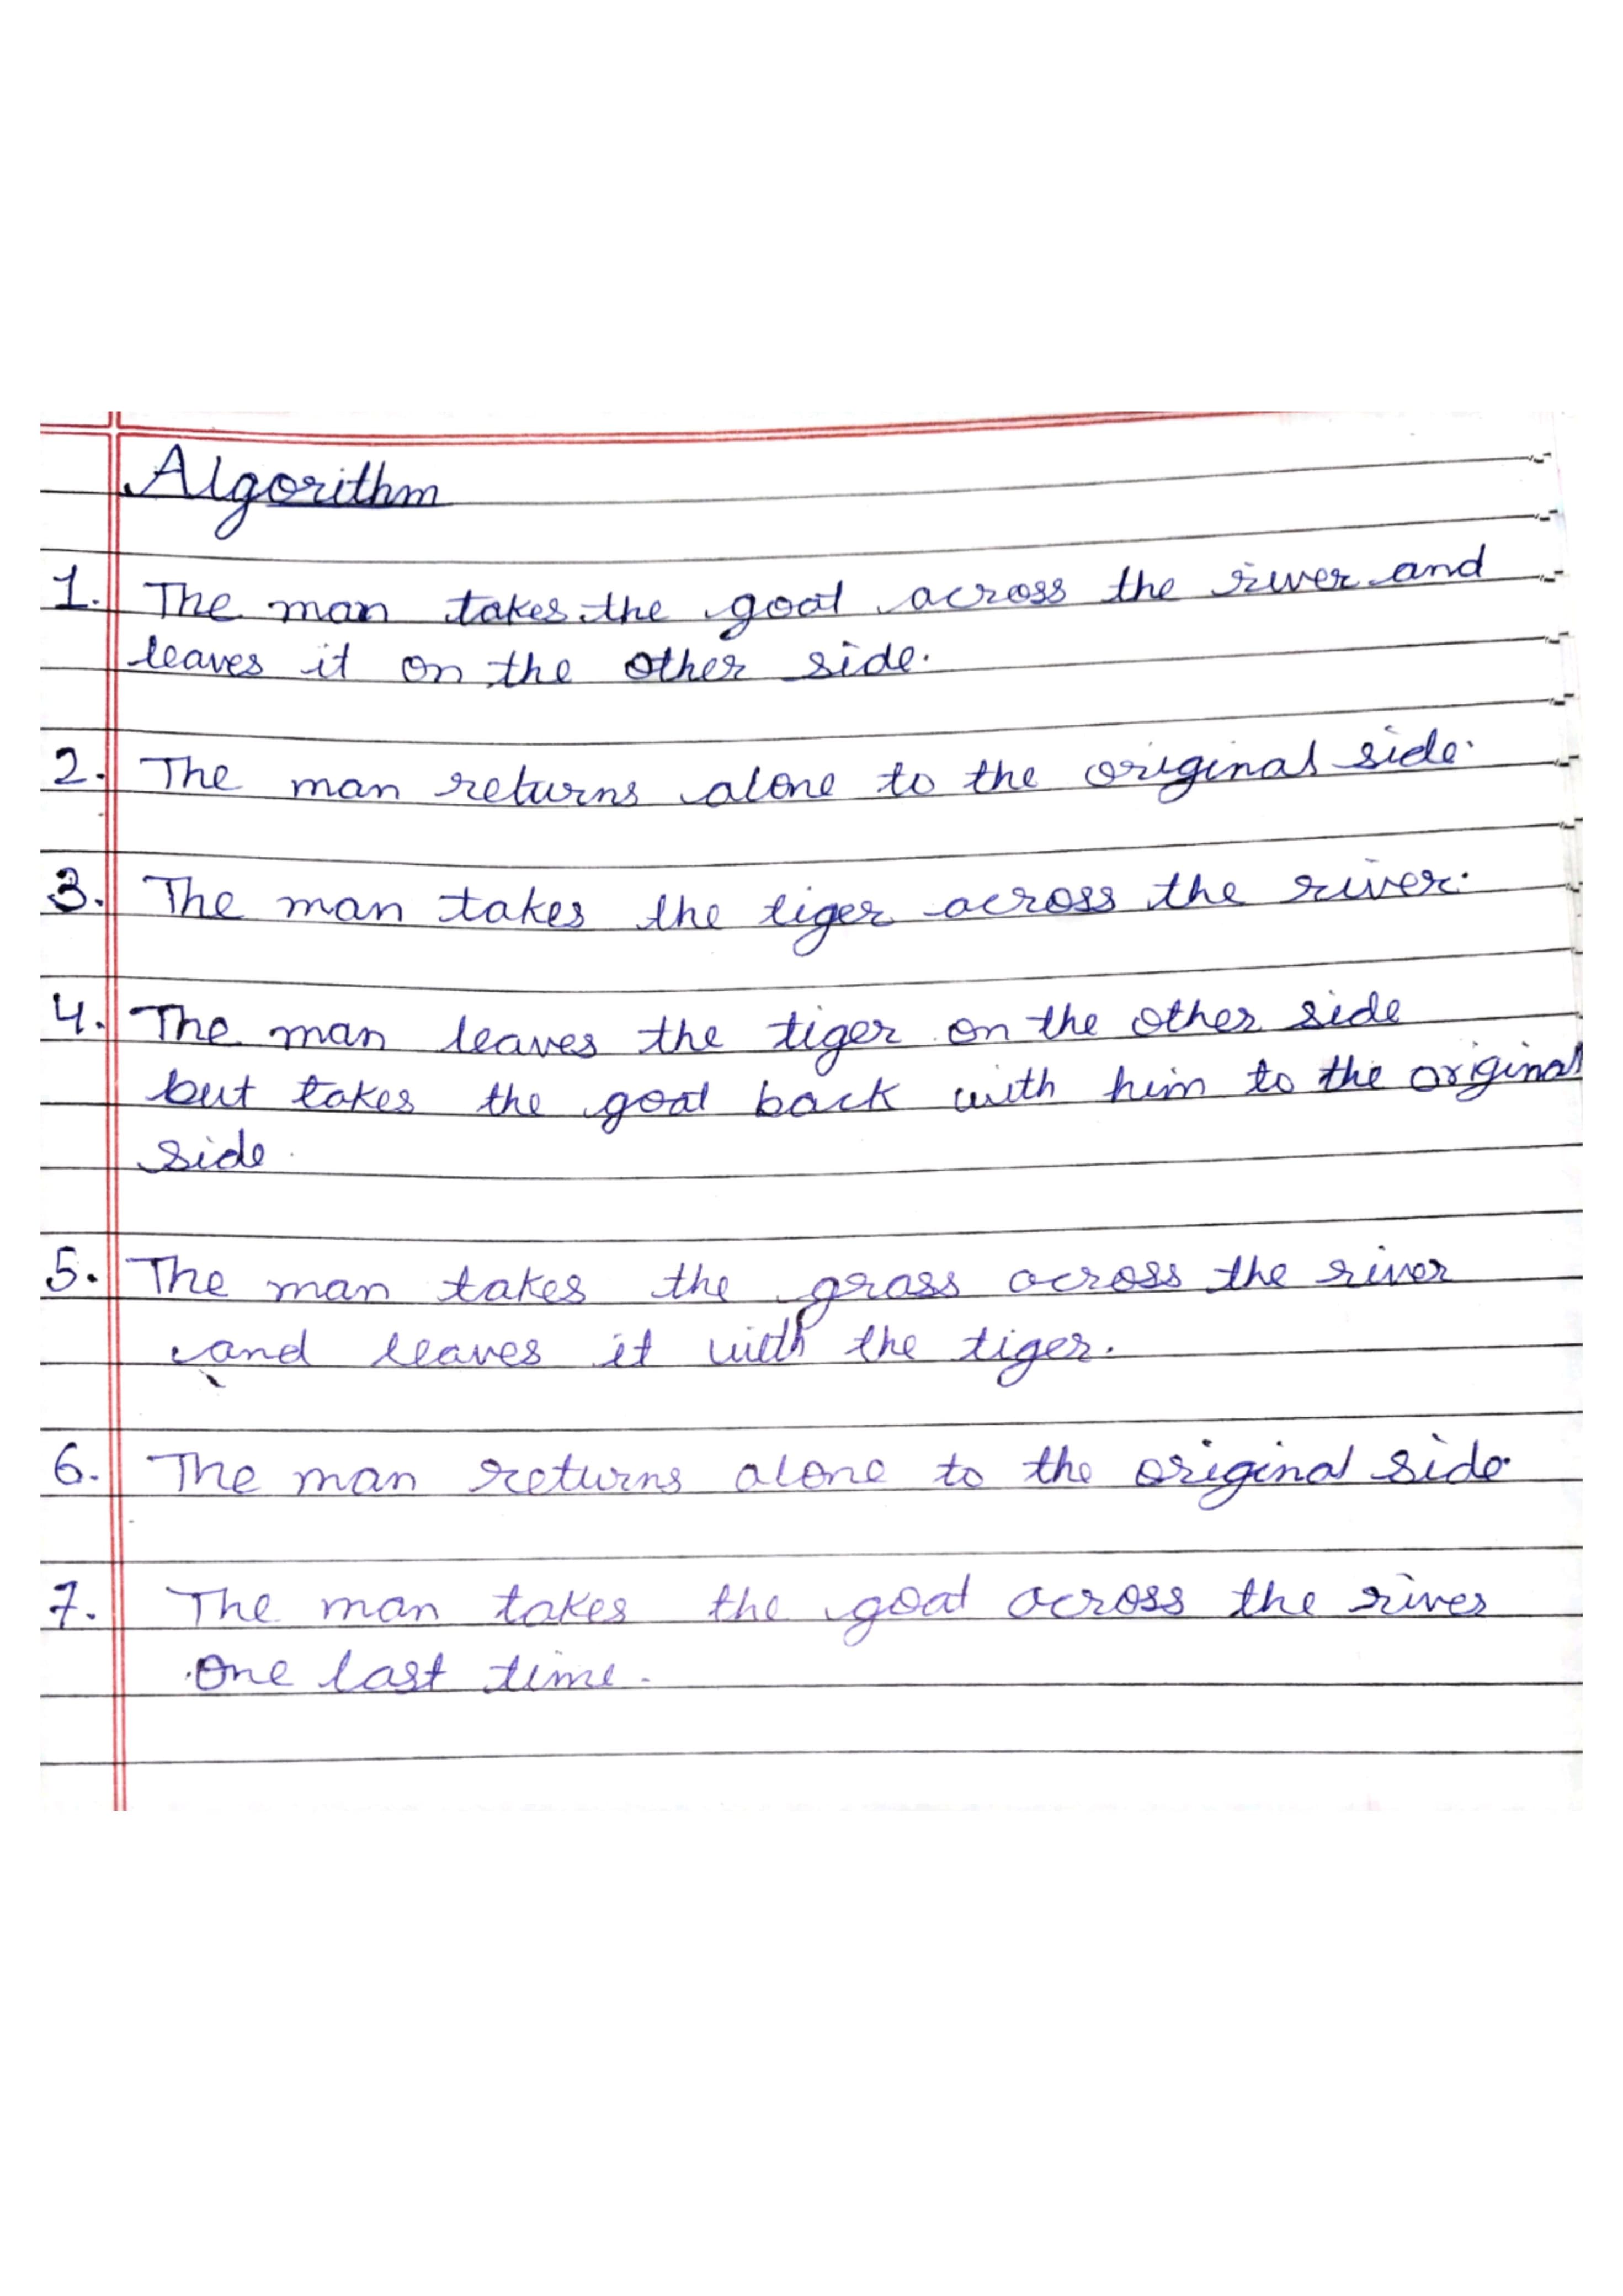 Algorithm
1. The man takes the goat across the river and
leaves it on the other side.
2. The man returns alone to the original side.
3. The man takes the tiger across the river.
4. The man leaves the tiger on the other side
but takes the goat back with him to the original
side.
5. The man takes the grass across the river
and leaves it with the tiger.
6. The man returns alone to the original side.
7. The man takes the goat across the river
one last time.